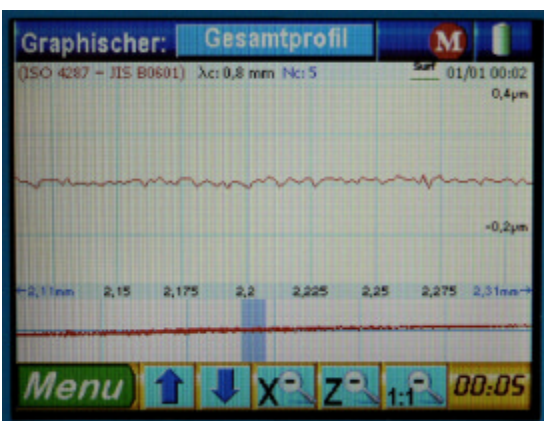 Graphischer: Gesamtprofil M
(ISO 4287 - JIS B0601) λc: 0,8 mm Nc: 5 Surf 01/01 00:02
0,4µm
-0,2µm
←2,11mm 2,15 2,175 2,2 2,225 2,25 2,275 2,31mm→
Menu X Z 1:1 00:05